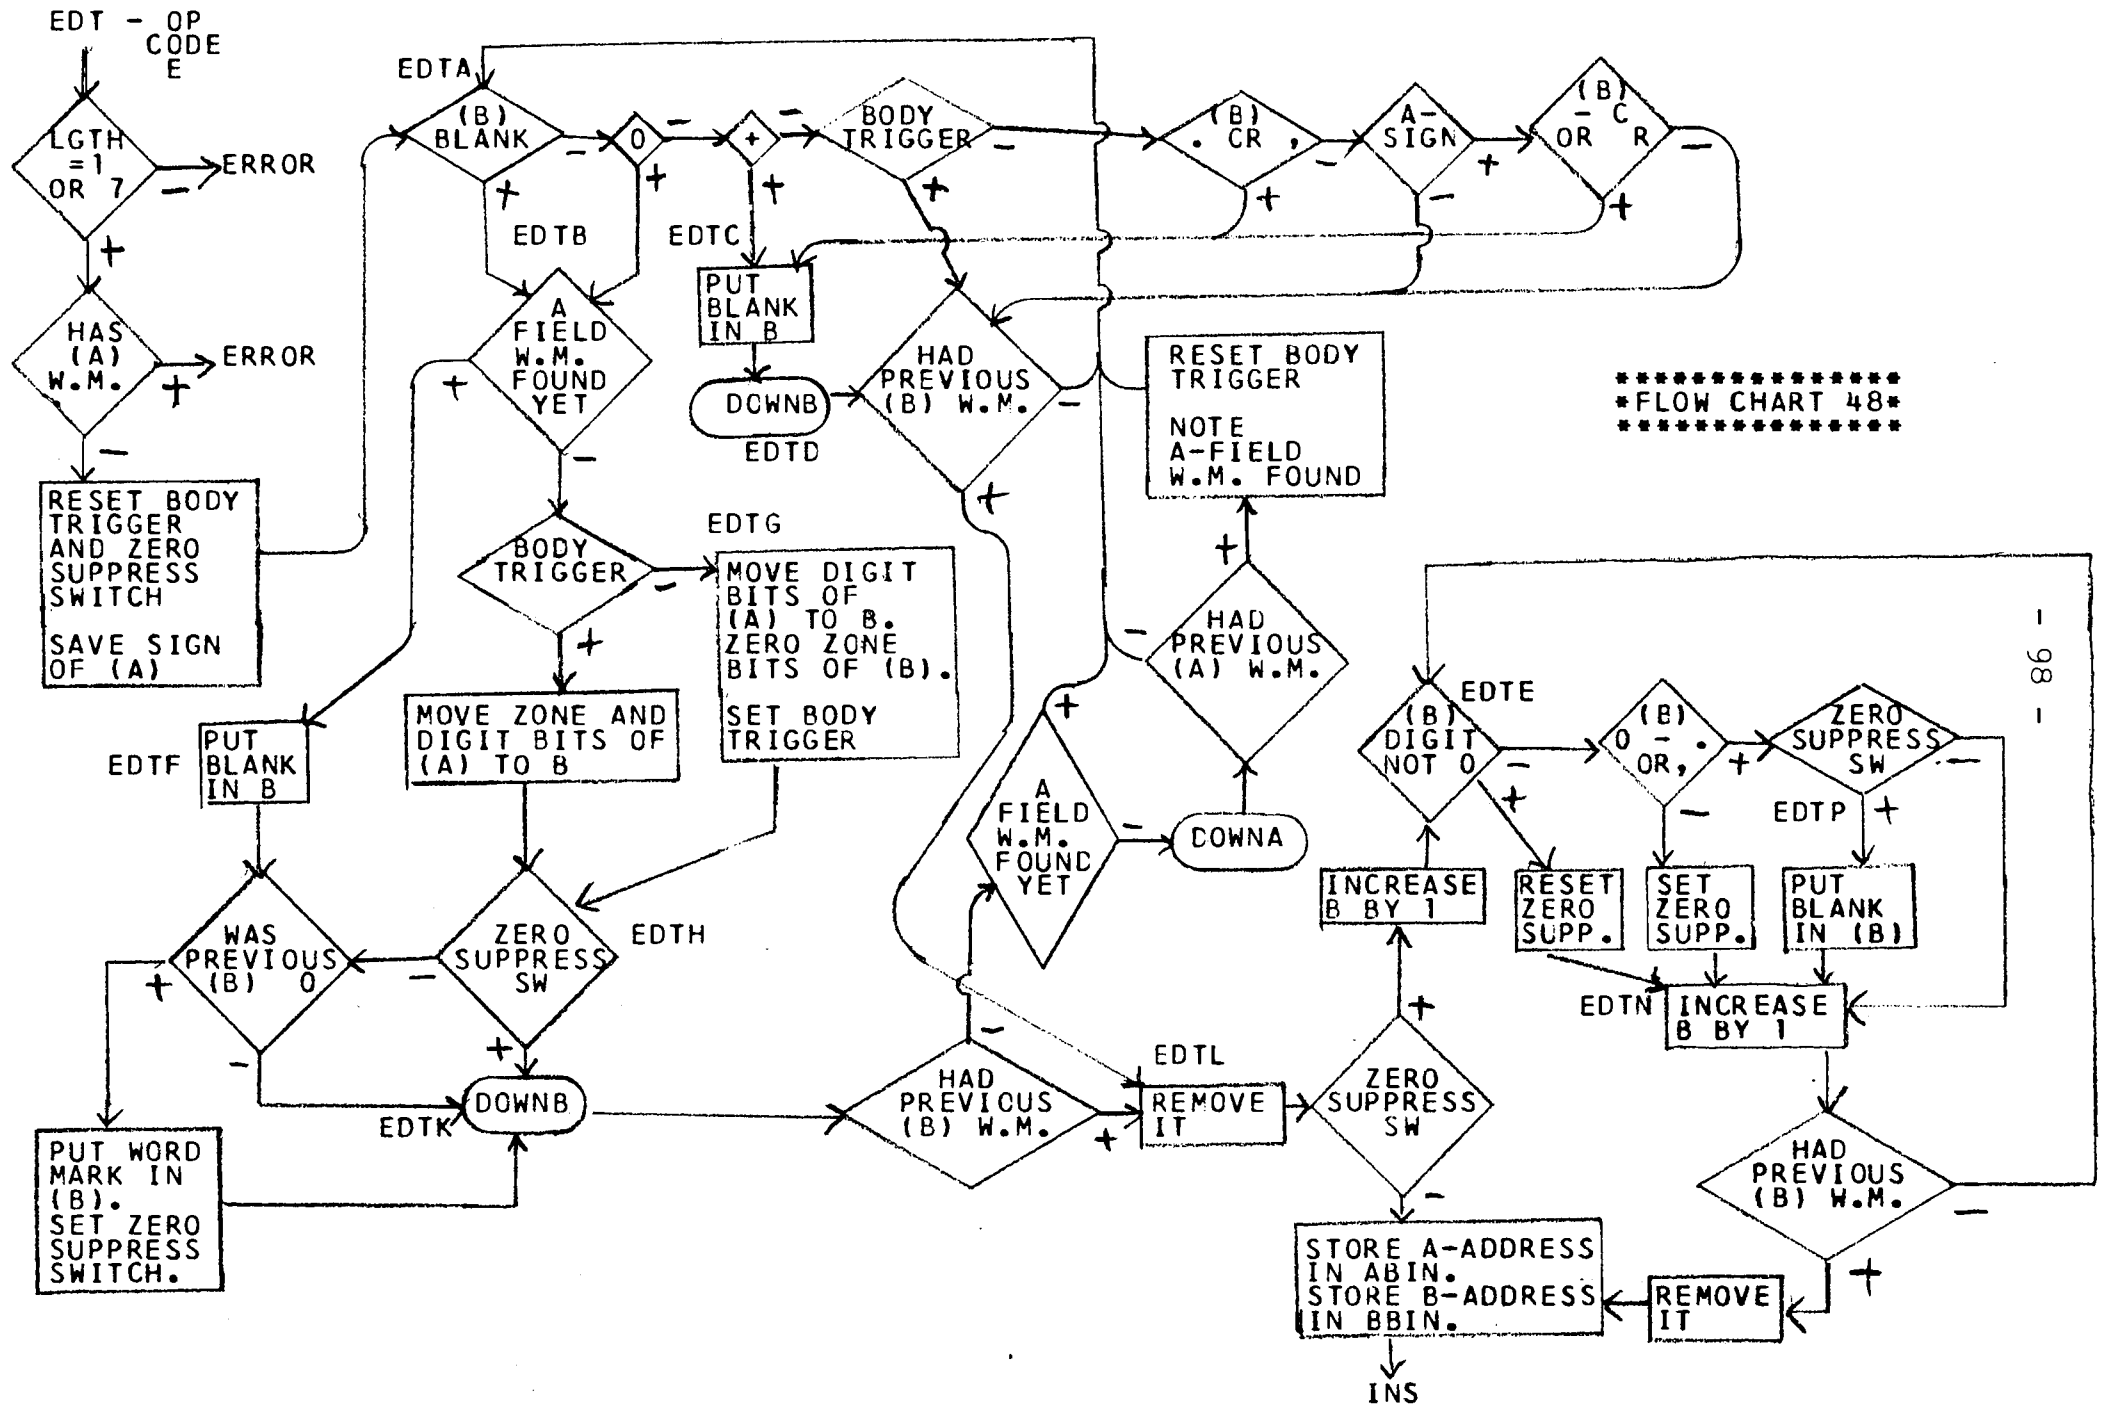 EDT - OP
CODE
E
LGTH
=1
OR 7
+
-
ERROR
HAS
(A)
W.M.
+
ERROR
-
RESET BODY
TRIGGER
AND ZERO
SUPPRESS
SWITCH
SAVE SIGN
OF (A)
EDTA
(B)
BLANK
-
+
0
-
+
+
-
+
BODY
TRIGGER
-
+
(B)
. CR ,
-
+
A-
SIGN
+
-
(B)
- C
OR R
-
+
EDTB
A
FIELD
W.M.
FOUND
YET
+
-
EDTC
PUT
BLANK
IN B
DOWNB
EDTD
HAD
PREVIOUS
(B) W.M.
-
+
RESET BODY
TRIGGER
NOTE
A-FIELD
W.M. FOUND
***************
*FLOW CHART 48*
***************
BODY
TRIGGER
-
+
EDTG
MOVE DIGIT
BITS OF
(A) TO B.
ZERO ZONE
BITS OF (B).
SET BODY
TRIGGER
MOVE ZONE AND
DIGIT BITS OF
(A) TO B
EDTF
PUT
BLANK
IN B
WAS
PREVIOUS
(B) 0
+
-
ZERO
SUPPRESS
SW
EDTH
-
+
DOWNB
EDTK
PUT WORD
MARK IN
(B).
SET ZERO
SUPPRESS
SWITCH.
HAD
PREVIOUS
(B) W.M.
-
+
A
FIELD
W.M.
FOUND
YET
+
-
DOWNA
HAD
PREVIOUS
(A) W.M.
+
-
EDTL
REMOVE
IT
ZERO
SUPPRESS
SW
+
-
INCREASE
B BY 1
EDTE
(B)
DIGIT
NOT 0
-
+
(B)
0 - .
OR,
+
-
ZERO
SUPPRESS
SW
-
+
EDTP
RESET
ZERO
SUPP.
SET
ZERO
SUPP.
PUT
BLANK
IN (B)
EDTN
INCREASE
B BY 1
HAD
PREVIOUS
(B) W.M.
-
+
REMOVE
IT
STORE A-ADDRESS
IN ABIN.
STORE B-ADDRESS
IN BBIN.
INS
- 98 -